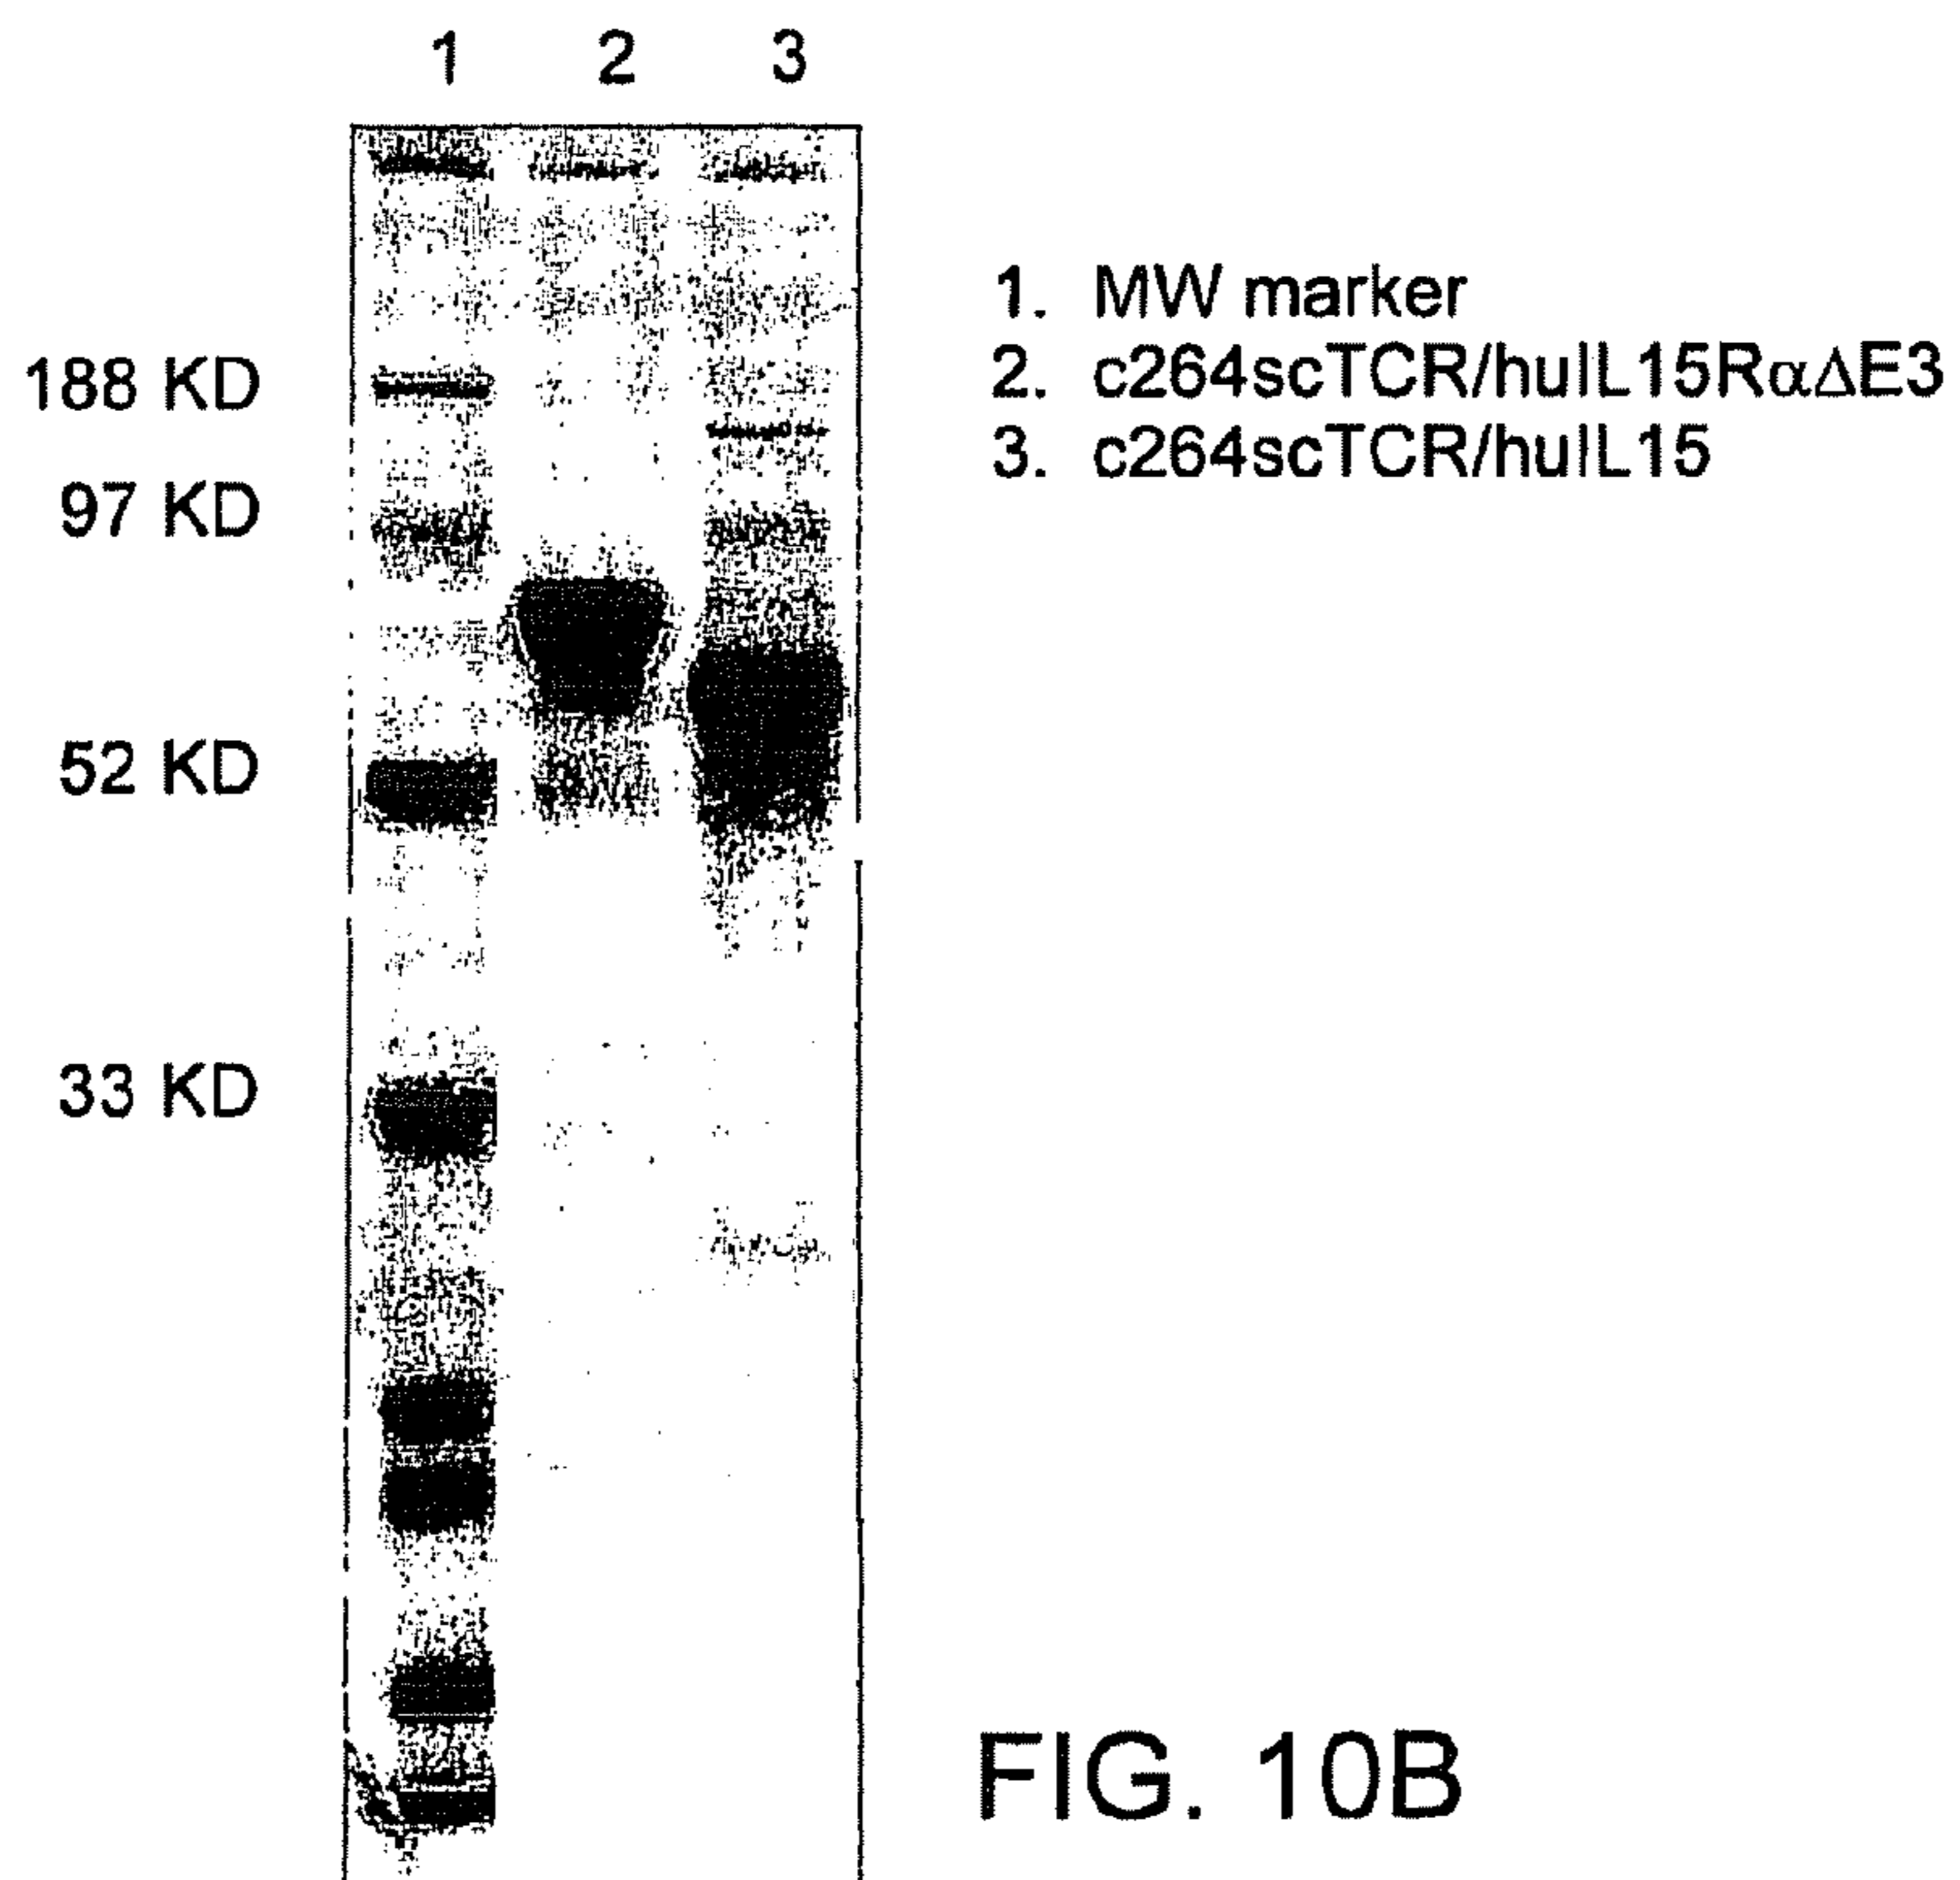 1 2 3
188 KD
97 KD
52 KD
33 KD
1. MW marker
2. c264scTCR/huIL15RαΔE3
3. c264scTCR/huIL15
FIG. 10B